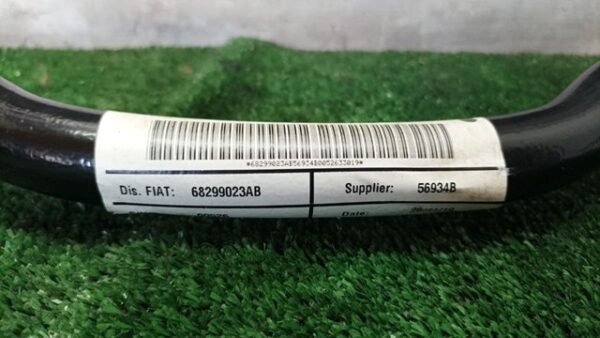 *68299023AB56934B0052633019*
Dis. FIAT: 68299023AB Supplier: 56934B
Date: